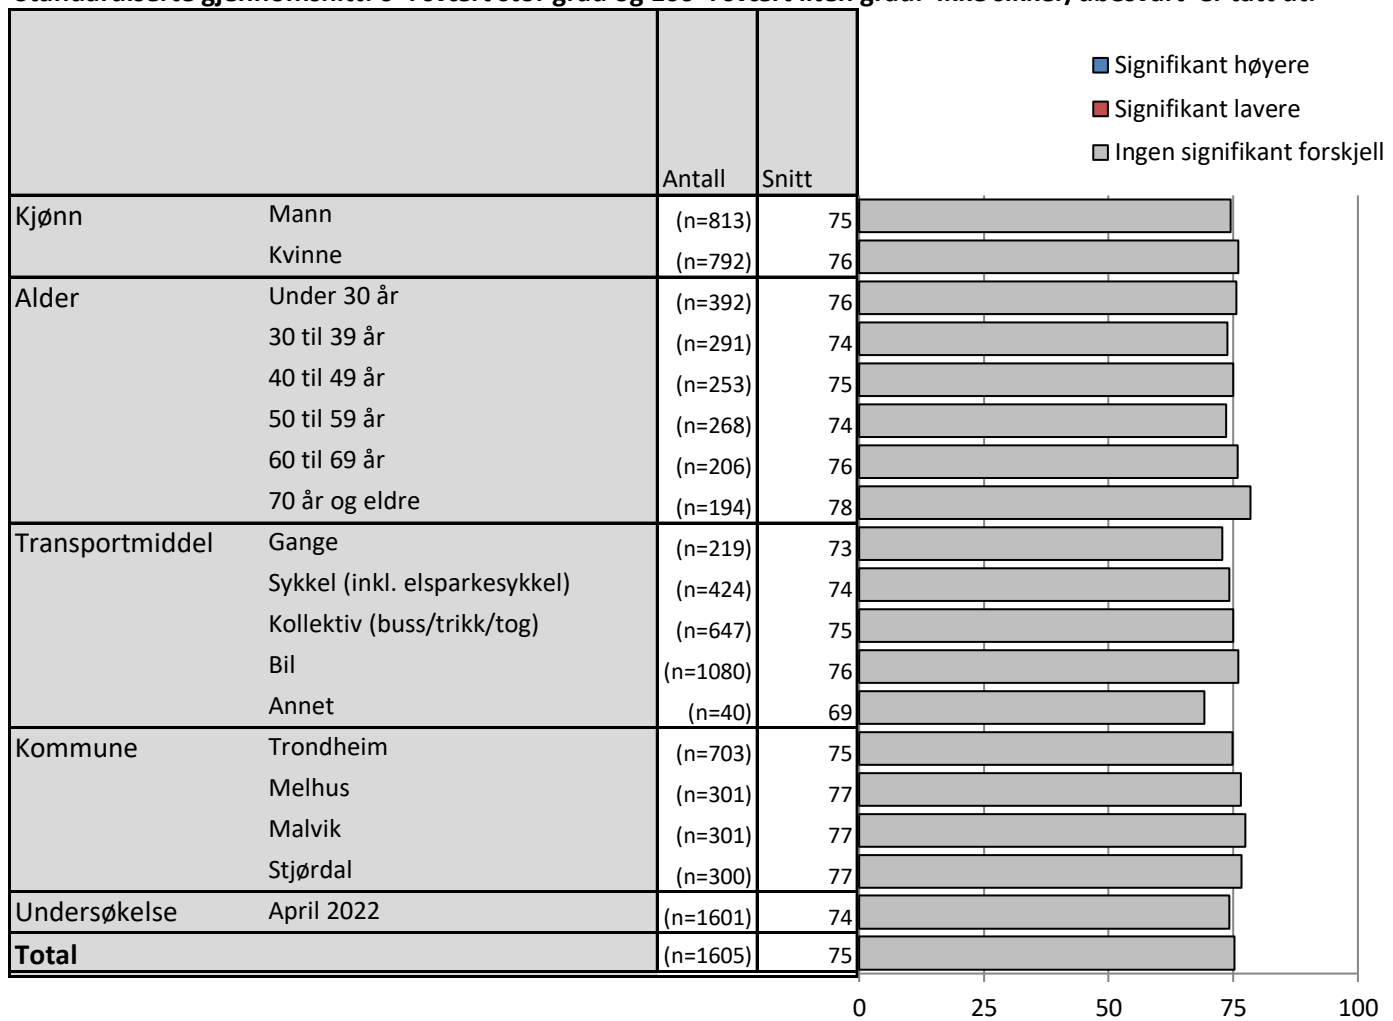 Signifikant høyere
Signifikant lavere
Ingen signifikant forskjell
Antall Snitt
Kjønn Mann (n=813) 75
Kvinne (n=792) 76
Alder Under 30 år (n=392) 76
30 til 39 år (n=291) 74
40 til 49 år (n=253) 75
50 til 59 år (n=268) 74
60 til 69 år (n=206) 76
70 år og eldre (n=194) 78
Transportmiddel Gange (n=219) 73
Sykkel (inkl. elsparkesykkel) (n=424) 74
Kollektiv (buss/trikk/tog) (n=647) 75
Bil (n=1080) 76
Annet (n=40) 69
Kommune Trondheim (n=703) 75
Melhus (n=301) 77
Malvik (n=301) 77
Stjørdal (n=300) 77
Undersøkelse April 2022 (n=1601) 74
Total (n=1605) 75
0 25 50 75 100